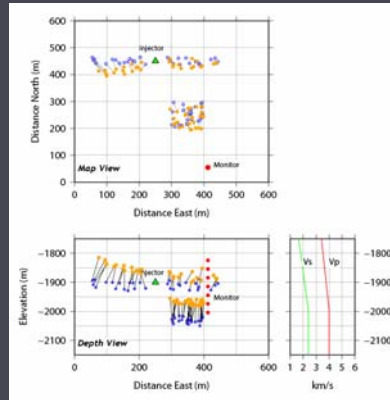 600
500
400
300
200
100
0
Distance North (m)
Injector
Monitor
Map View
0 100 200 300 400 500 600
Distance East (m)
-1800
-1900
-2000
-2100
Elevation (m)
Injector
Monitor
Depth View
0 100 200 300 400 500 600
Distance East (m)
Vs Vp
-1800
-1900
-2000
-2100
1 2 3 4 5 6
km/s